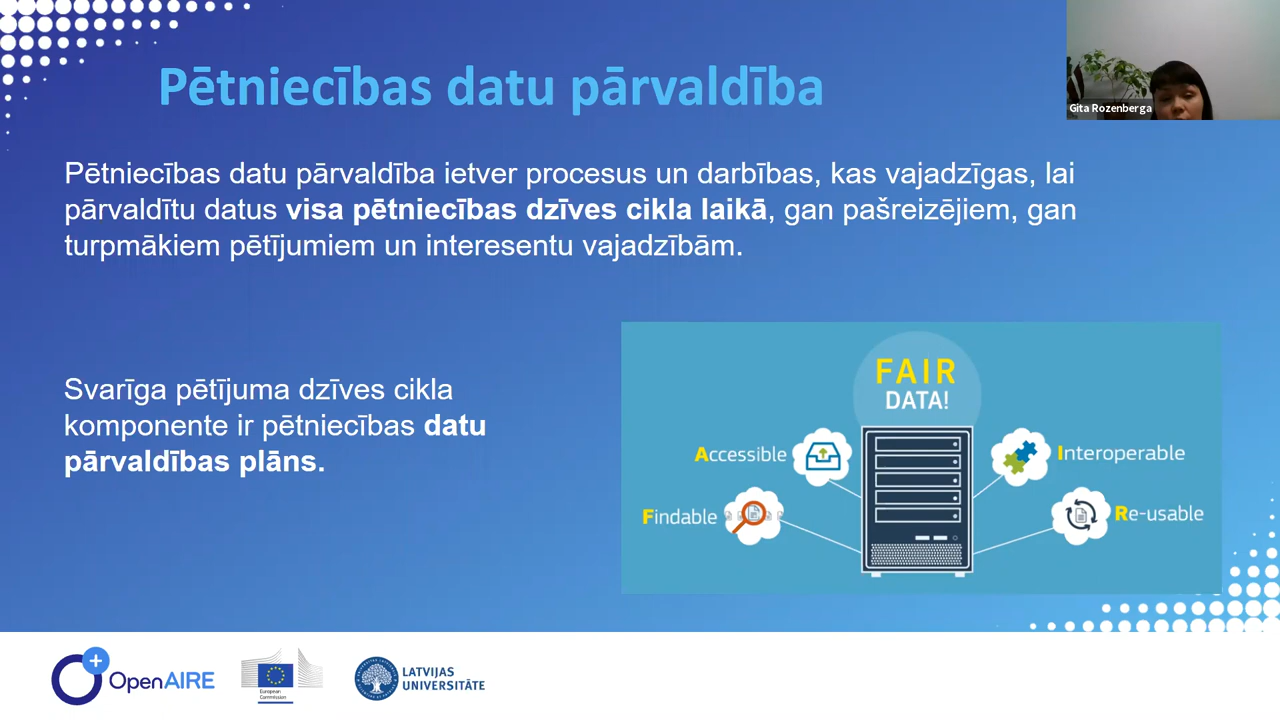 Pētniecības datu pārvaldība
Gita Rozenberga
Pētniecības datu pārvaldība ietver procesus un darbības, kas vajadzīgas, lai
pārvaldītu datus visa pētniecības dzīves cikla laikā, gan pašreizējiem, gan
turpmākiem pētījumiem un interesentu vajadzībām.
Svarīga pētījuma dzīves cikla
komponente ir pētniecības datu
pārvaldības plāns.
FAIR
DATA!
Accessible
Interoperable
Findable
Re-usable
OpenAIRE
European
Commission
LATVIJAS
UNIVERSITĀTE